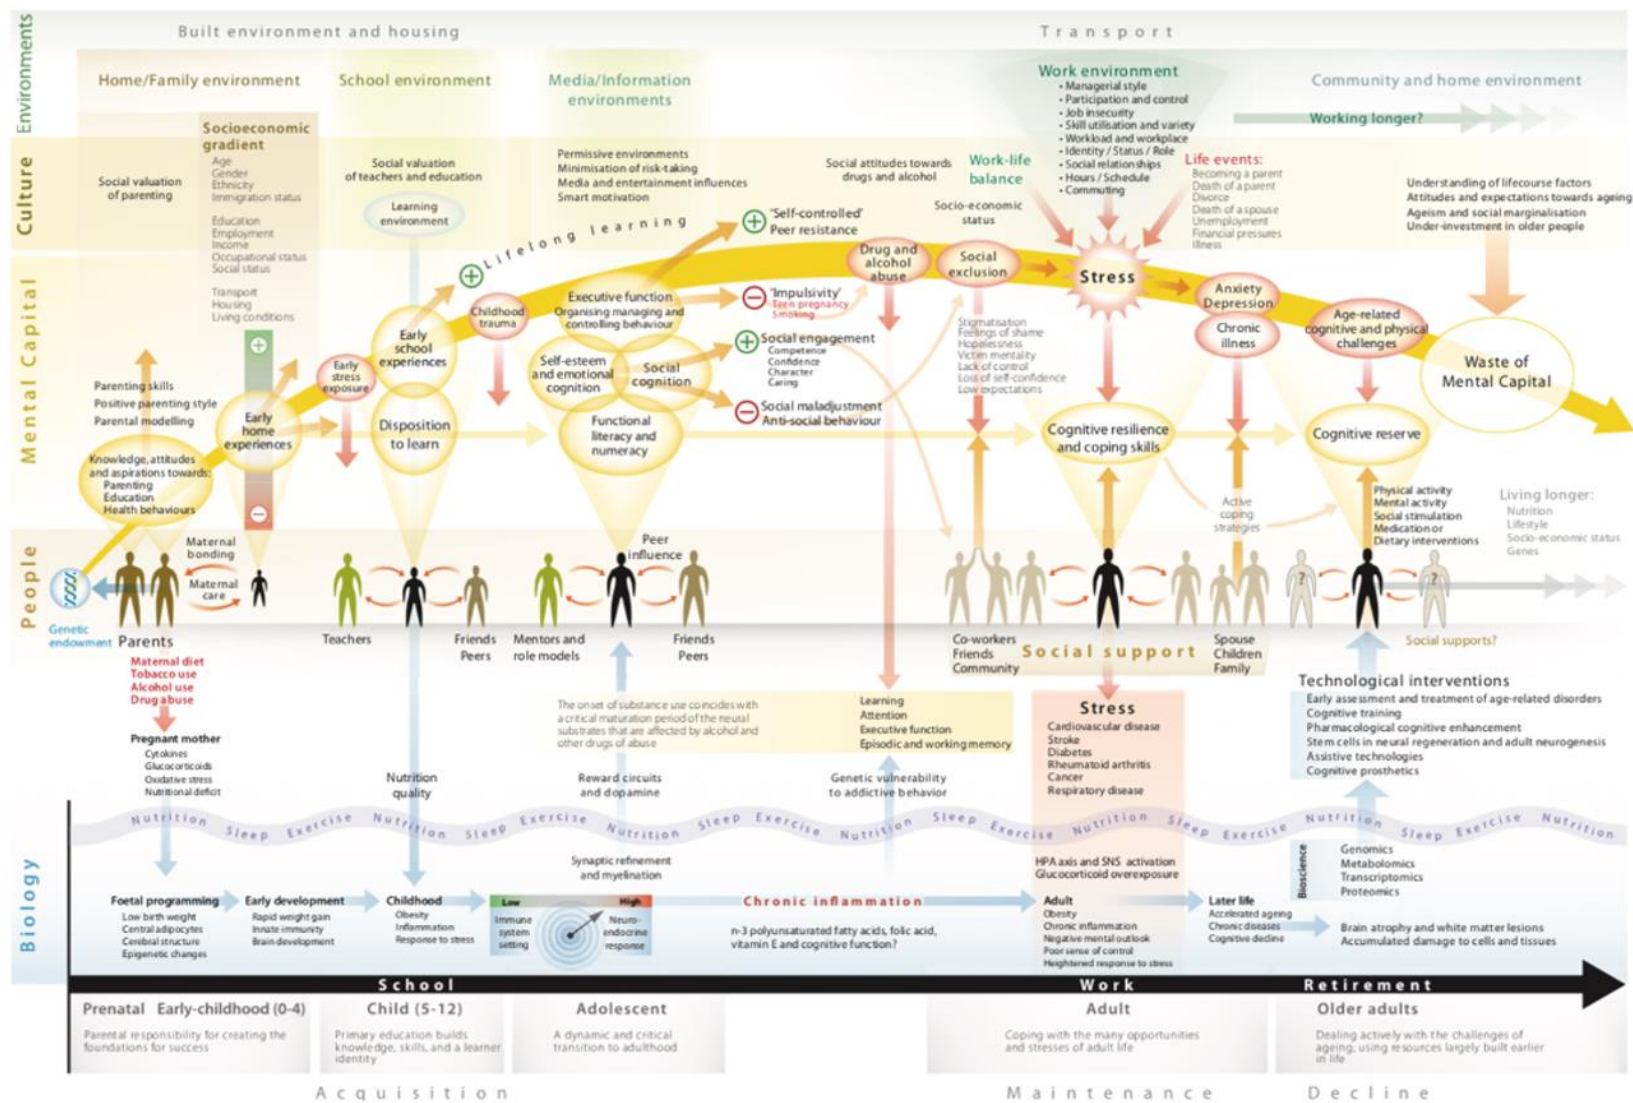 Environments
Built environment and housing
Transport
Home/Family environment
School environment
Media/Information
environments
Work environment
• Managerial style
• Participation and control
• Job insecurity
• Skill utilisation and variety
• Workload and workplace
• Identity / Status / Role
• Social relationships
• Hours / Schedule
• Commuting
Community and home environment
Working longer?
Culture
Social valuation
of parenting
Socioeconomic
gradient
Age
Gender
Ethnicity
Immigration status
Education
Employment
Income
Occupational status
Social status
Transport
Housing
Living conditions
Social valuation
of teachers and education
Learning
environment
Permissive environments
Minimisation of risk-taking
Media and entertainment influences
Smart motivation
Lifelong learning
'Self-controlled'
Peer resistance
Social attitudes towards
drugs and alcohol
Work-life
balance
Socio-economic
status
Life events:
Becoming a parent
Death of a parent
Divorce
Death of a spouse
Unemployment
Financial pressures
Illness
Understanding of lifecourse factors
Attitudes and expectations towards ageing
Ageism and social marginalisation
Under-investment in older people
Mental Capital
Parenting skills
Positive parenting style
Parental modelling
Knowledge, attitudes
and aspirations towards:
Parenting
Education
Health behaviours
+
−
Early
home
experiences
Early
stress
exposure
Early
school
experiences
Disposition
to learn
+
Childhood
trauma
Executive function
Organising managing and
controlling behaviour
Self-esteem
and emotional
cognition
Social
cognition
Functional
literacy and
numeracy
+
−
'Impulsivity'
Teen pregnancy
Smoking
+
Social engagement
Competence
Confidence
Character
Caring
−
Social maladjustment
Anti-social behaviour
Drug and
alcohol
abuse
Social
exclusion
Stigmatisation
Feelings of shame
Hopelessness
Victim mentality
Lack of control
Loss of self-confidence
Low expectations
Stress
Cognitive resilience
and coping skills
Anxiety
Depression
Chronic
illness
Active
coping
strategies
Age-related
cognitive and physical
challenges
Cognitive reserve
Waste of
Mental Capital
Physical activity
Mental activity
Social stimulation
Medication or
Dietary interventions
Living longer:
Nutrition
Lifestyle
Socio-economic status
Genes
People
Genetic
endowment
Parents
Maternal
bonding
Maternal
care
Teachers
Friends
Peers
Mentors and
role models
Peer
influence
Friends
Peers
Co-workers
Friends
Community
Social support
Spouse
Children
Family
?
?
Social supports?
Maternal diet
Tobacco use
Alcohol use
Drug abuse
Pregnant mother
Cytokines
Glucocorticoids
Oxidative stress
Nutritional deficit
Nutrition
quality
The onset of substance use coincides with
a critical maturation period of the neural
substrates that are affected by alcohol and
other drugs of abuse
Learning
Attention
Executive function
Episodic and working memory
Reward circuits
and dopamine
Genetic vulnerability
to addictive behavior
Stress
Cardiovascular disease
Stroke
Diabetes
Rheumatoid arthritis
Cancer
Respiratory disease
Technological interventions
Early assessment and treatment of age-related disorders
Cognitive training
Pharmacological cognitive enhancement
Stem cells in neural regeneration and adult neurogenesis
Assistive technologies
Cognitive prosthetics
Nutrition Sleep Exercise Nutrition Sleep Exercise Nutrition Sleep Exercise Nutrition Sleep Exercise Nutrition Sleep Exercise Nutrition Sleep Exercise Nutrition
Biology
Synaptic refinement
and myelination
HPA axis and SNS activation
Glucocorticoid overexposure
Bioscience
Genomics
Metabolomics
Transcriptomics
Proteomics
Foetal programming
Low birth weight
Central adipocytes
Cerebral structure
Epigenetic changes
Early development
Rapid weight gain
Innate immunity
Brain development
Childhood
Obesity
Inflammation
Response to stress
Low
High
Immune
system
setting
Neuro-
endocrine
response
Chronic inflammation
n-3 polyunsaturated fatty acids, folic acid,
vitamin E and cognitive function?
Adult
Obesity
Chronic inflammation
Negative mental outlook
Poor sense of control
Heightened response to stress
Later life
Accelerated ageing
Chronic diseases
Cognitive decline
Brain atrophy and white matter lesions
Accumulated damage to cells and tissues
School
Work
Retirement
Prenatal
Early-childhood (0-4)
Parental responsibility for creating the
foundations for success
Child (5-12)
Primary education builds
knowledge, skills, and a learner
identity
Adolescent
A dynamic and critical
transition to adulthood
Adult
Coping with the many opportunities
and stresses of adult life
Older adults
Dealing actively with the challenges of
ageing; using resources largely built earlier
in life
Acquisition
Maintenance
Decline